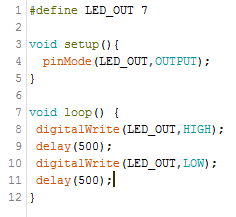 1 #define LED_OUT 7
2
3 void setup(){
4   pinMode(LED_OUT,OUTPUT);
5 }
6
7 void loop() {
8  digitalWrite(LED_OUT,HIGH);
9  delay(500);
10  digitalWrite(LED_OUT,LOW);
11  delay(500);
12 }